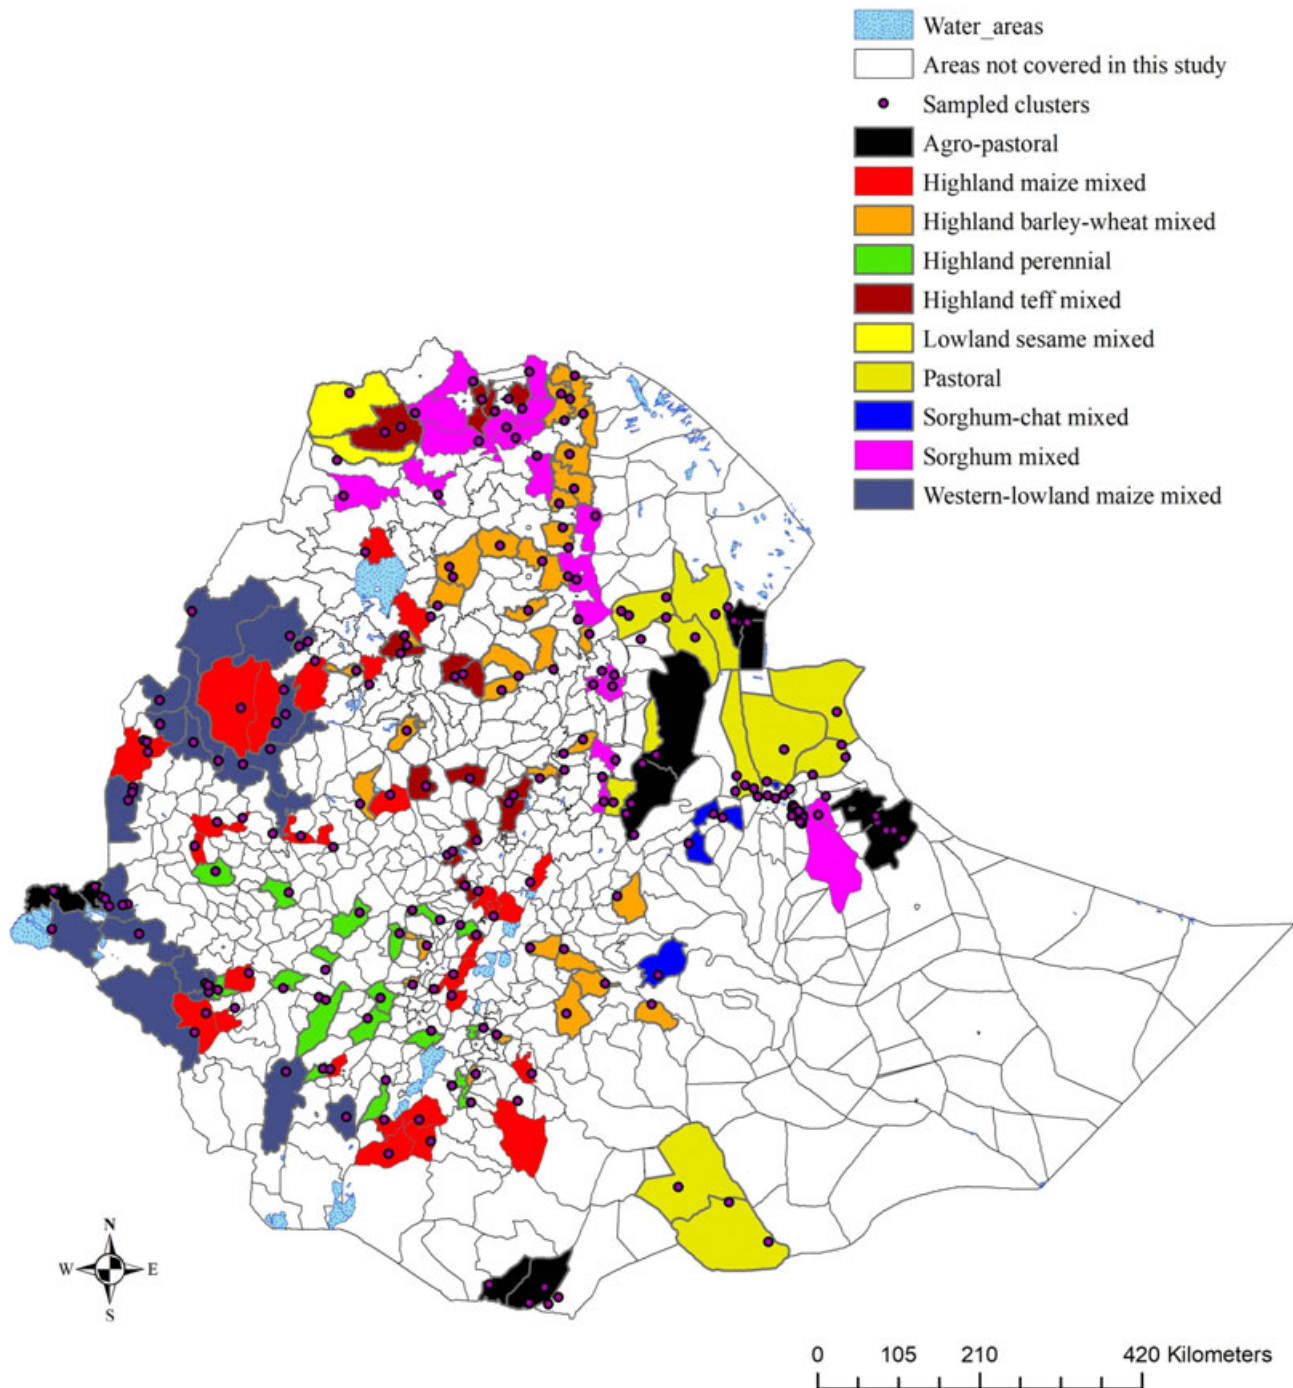 Water_areas
Areas not covered in this study
Sampled clusters
Agro-pastoral
Highland maize mixed
Highland barley-wheat mixed
Highland perennial
Highland teff mixed
Lowland sesame mixed
Pastoral
Sorghum-chat mixed
Sorghum mixed
Western-lowland maize mixed
N
W E
S
0 105 210 420 Kilometers